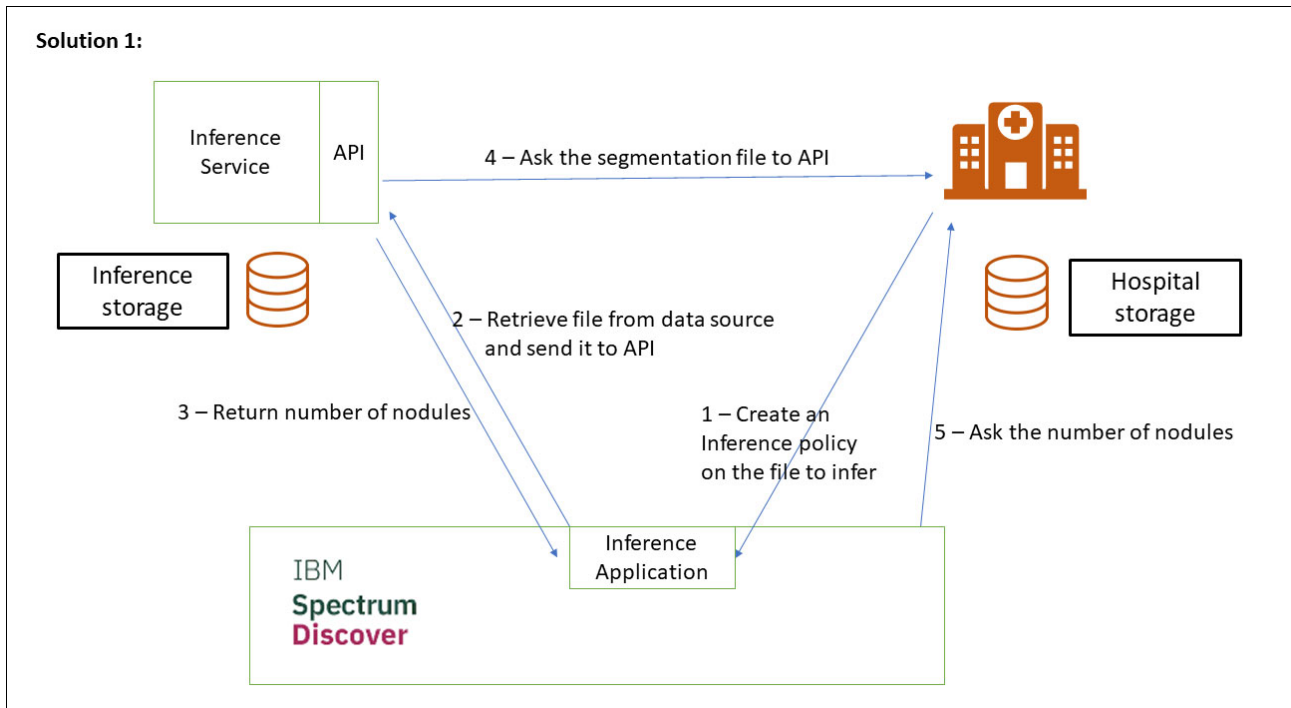 Solution 1:
Inference
Service
API
4 – Ask the segmentation file to API
Inference
storage
Hospital
storage
2 – Retrieve file from data source
and send it to API
3 – Return number of nodules
1 – Create an
Inference policy
on the file to infer
5 – Ask the number of nodules
Inference
Application
IBM
Spectrum
Discover